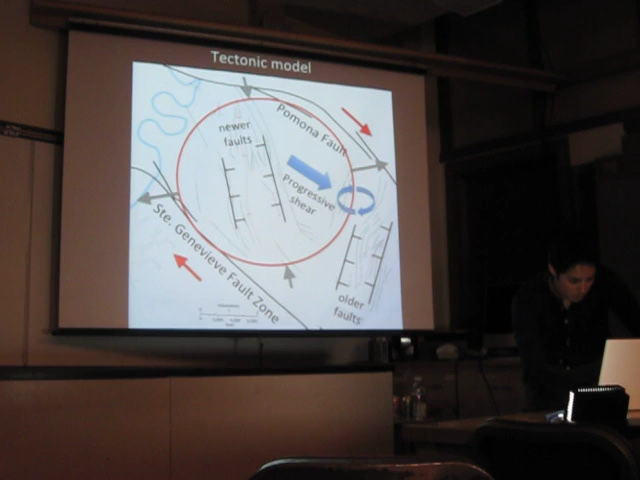 Tectonic model
newer
faults
Pomona Fault
Progressive
shear
Ste. Genevieve Fault Zone
older
faults